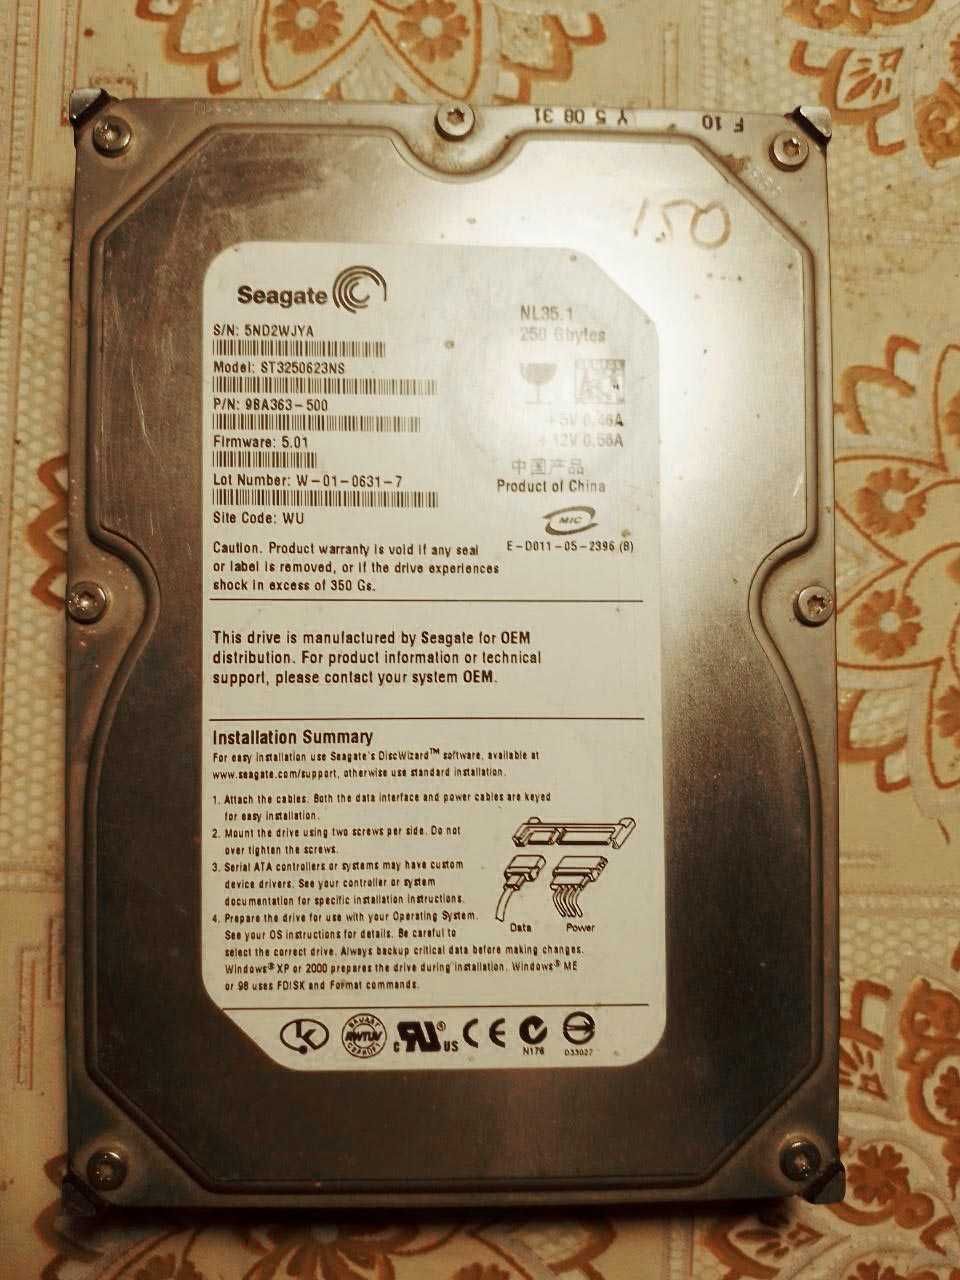 Y 5 08 31
F 10
150
Seagate
NL35.1
250 Gbytes
S/N: 5ND2WJYA
Model: ST3250623NS
P/N: 9BA363-500
+5V 0.46A
+12V 0.56A
Firmware: 5.01
中国产品
Product of China
Lot Number: W-01-0631-7
Site Code: WU
MIC
E-D011-05-2396 (B)
Caution. Product warranty is void if any seal
or label is removed, or if the drive experiences
shock in excess of 350 Gs.
This drive is manufactured by Seagate for OEM
distribution. For product information or technical
support, please contact your system OEM.
Installation Summary
For easy installation use Seagate's DiscWizard™ software, available at
www.seagate.com/support, otherwise use standard installation.
1. Attach the cables. Both the data interface and power cables are keyed
for easy installation.
2. Mount the drive using two screws per side. Do not
over tighten the screws.
3. Serial ATA controllers or systems may have custom
device drivers. See your controller or system
documentation for specific installation instructions.
4. Prepare the drive for use with your Operating System.
See your OS instructions for details. Be careful to
select the correct drive. Always backup critical data before making changes.
Windows® XP or 2000 prepares the drive during installation. Windows® ME
or 98 uses FDISK and Format commands.
Data Power
c RU® US CE N176 D33027